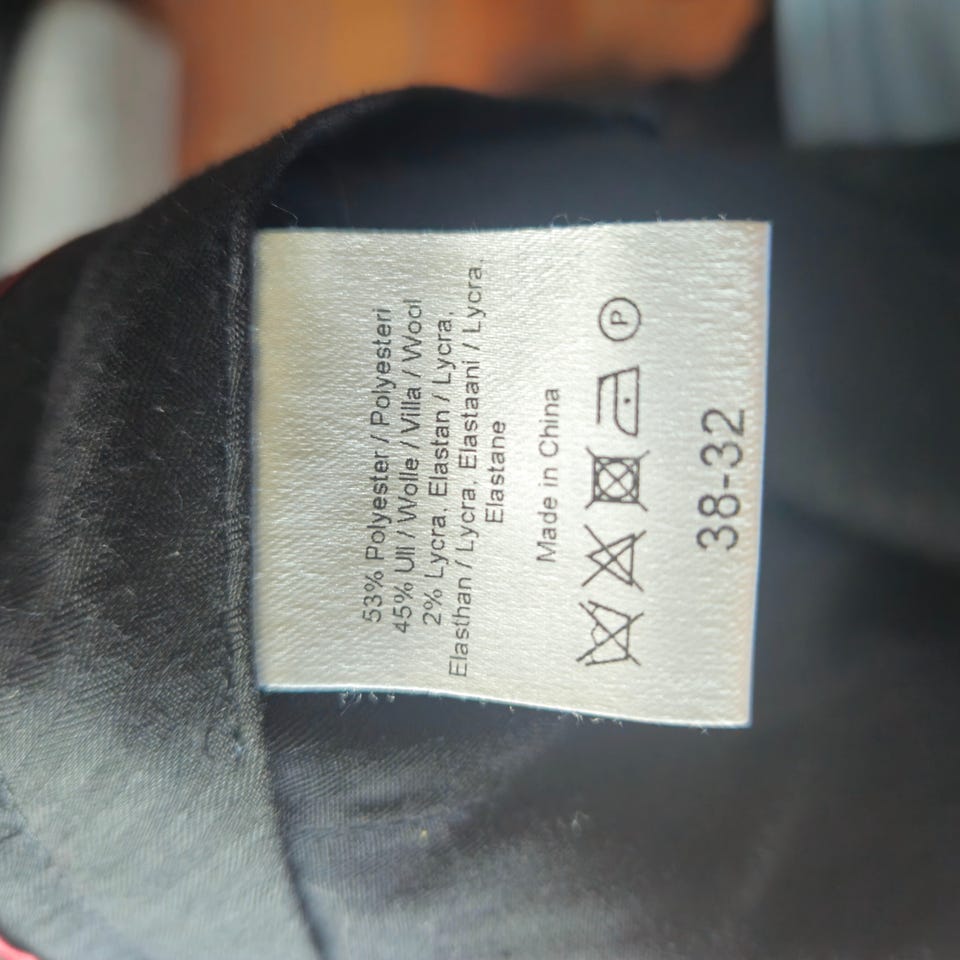 53% Polyester / Polyesteri
45% Ull / Wolle / Villa / Wool
2% Lycra, Elastan / Lycra,
Elasthan / Lycra, Elastaani / Lycra,
Elastane
Made in China
P
38-32